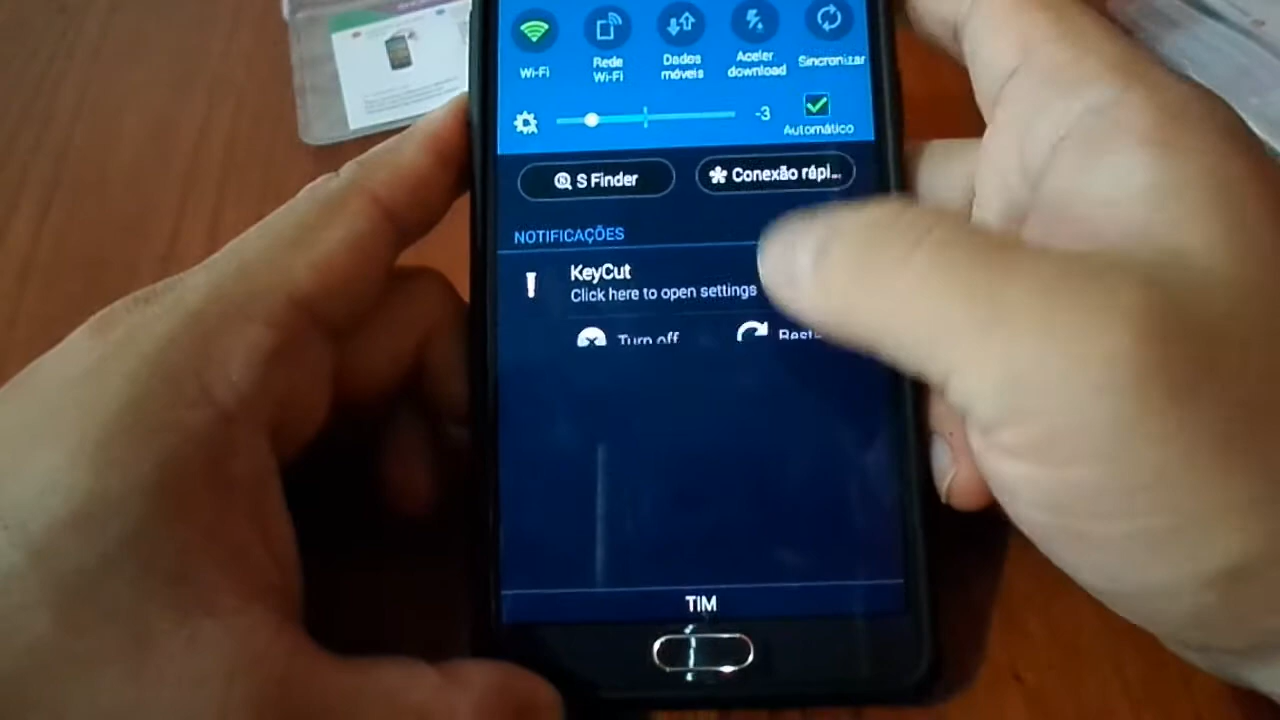 Wi-Fi
Rede
Wi-Fi
Dados
móveis
Aceler.
download
Sincronizar
-3
Automático
S Finder
Conexão rápi...
NOTIFICAÇÕES
KeyCut
Click here to open settings
Turn off
TIM